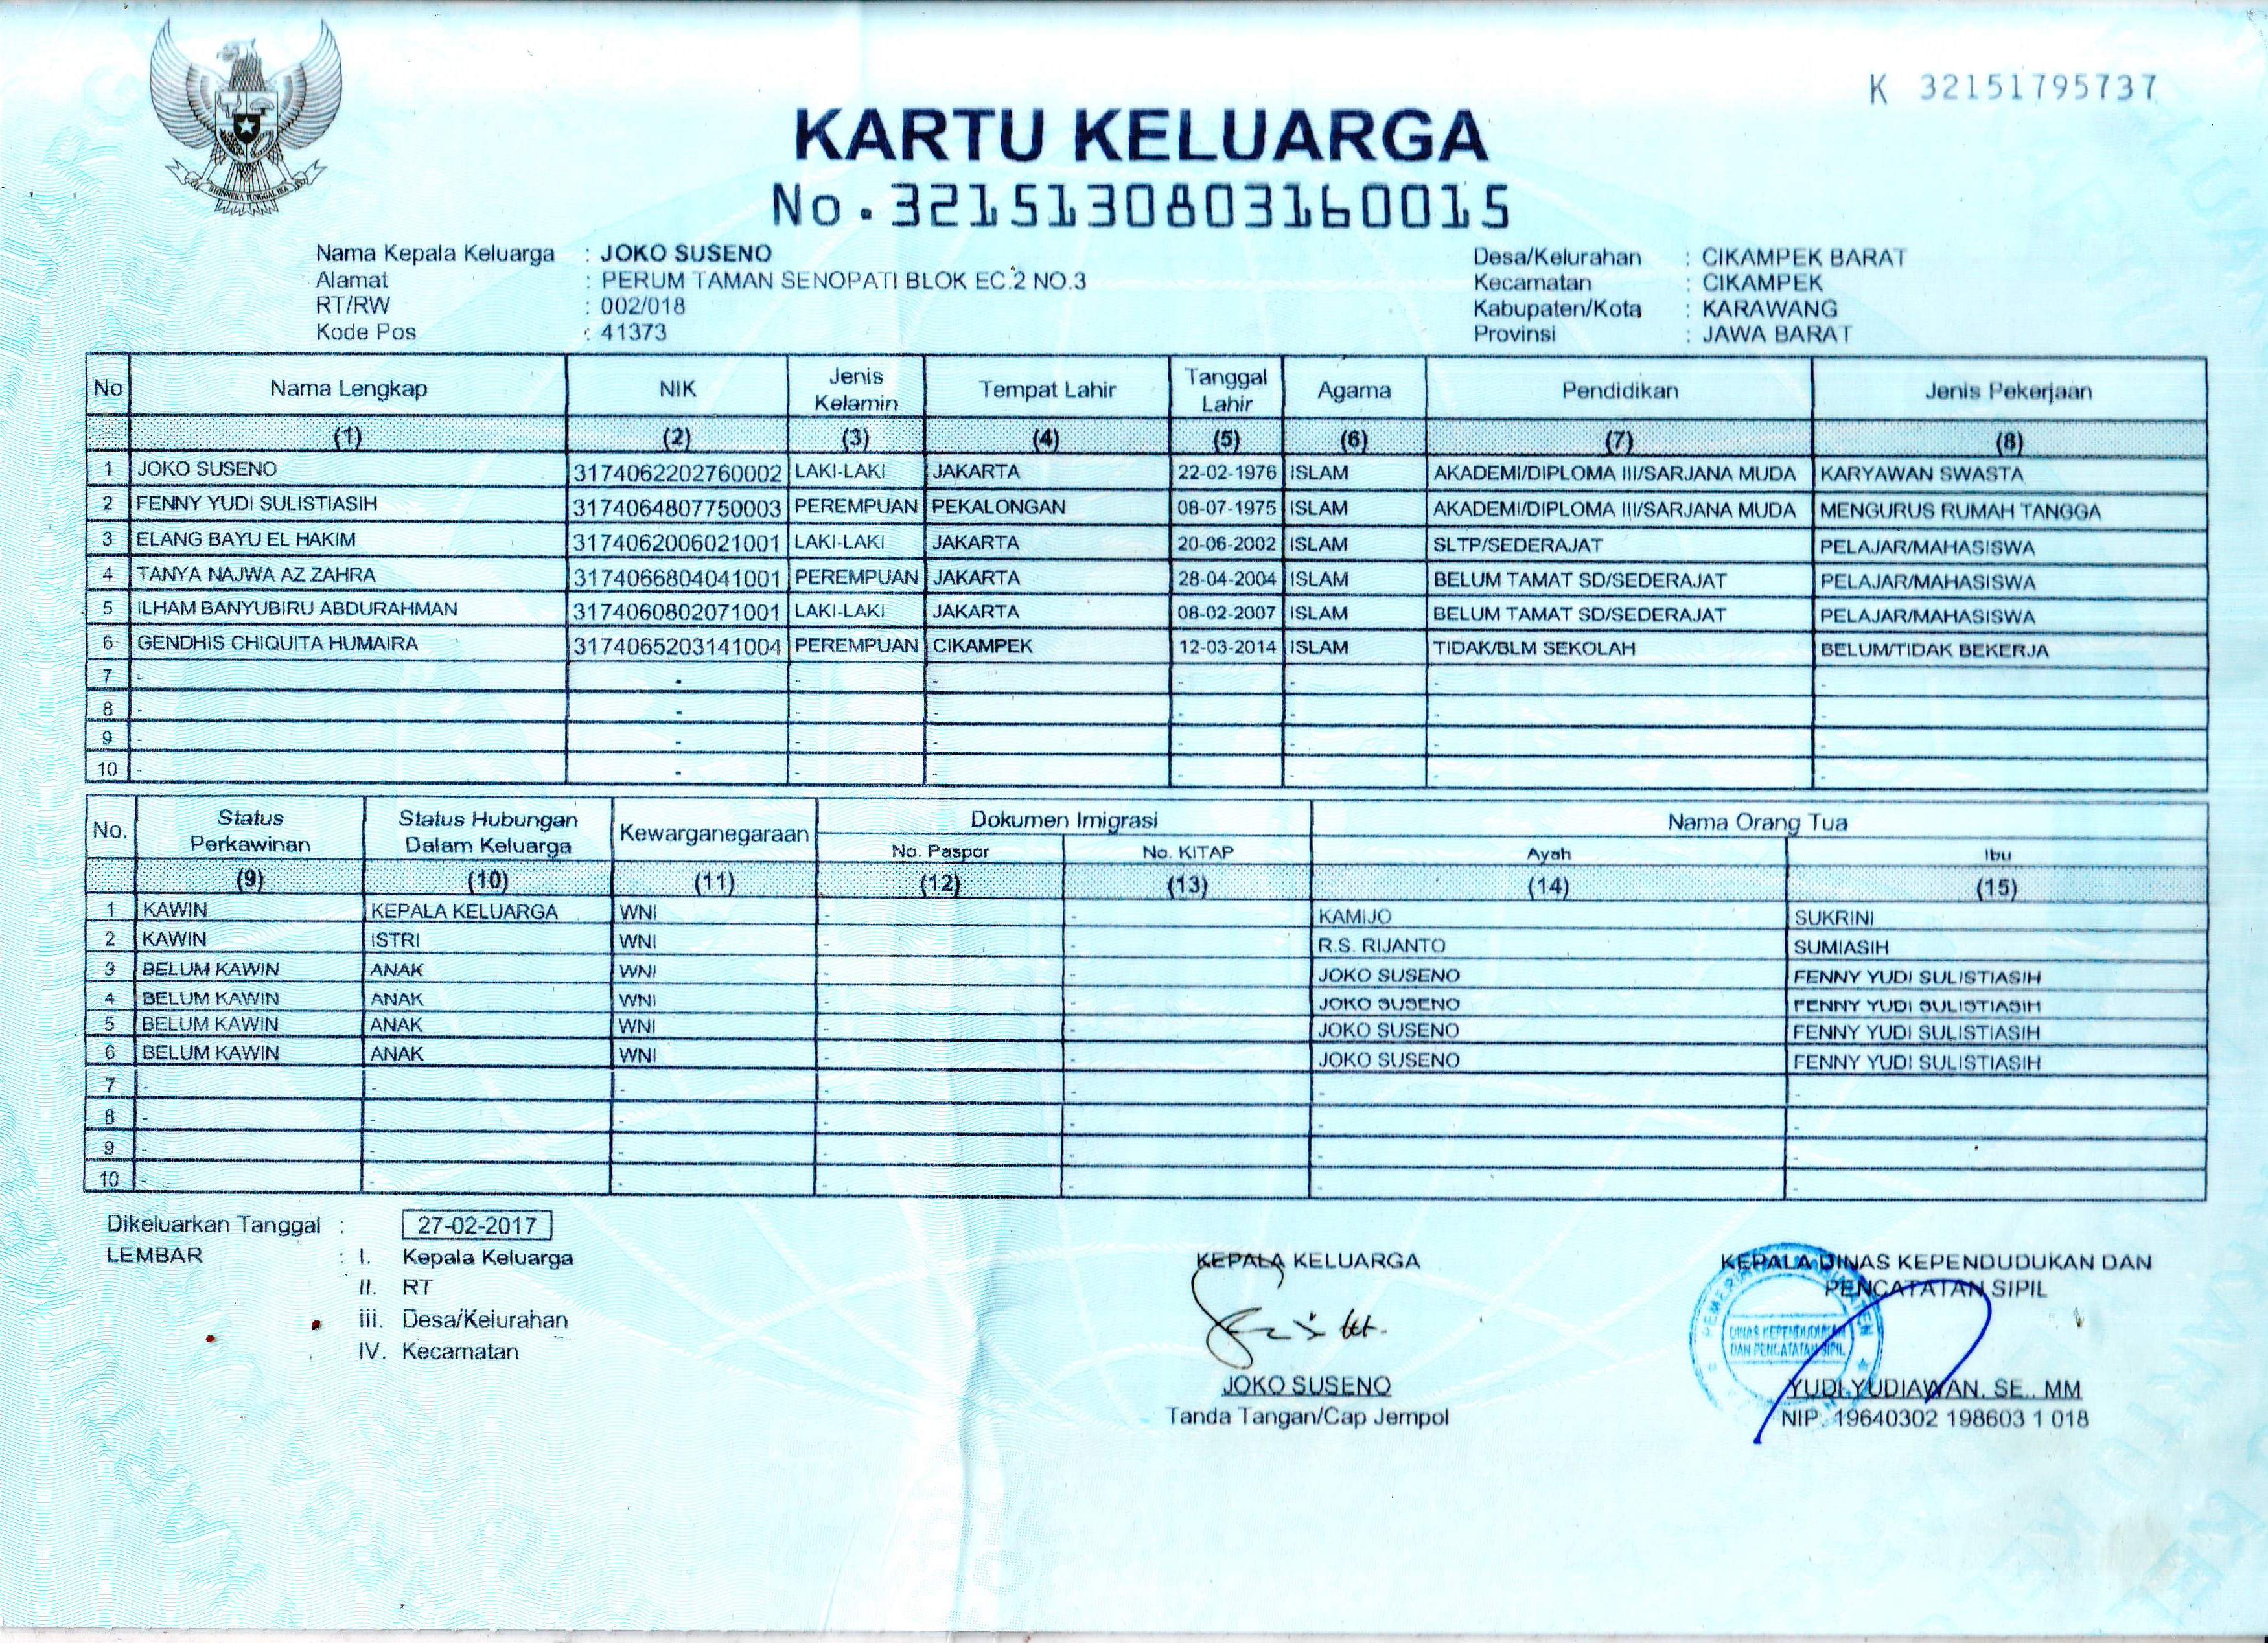 K 32151795737
KARTU KELUARGA
No. 3215130803160015
Nama Kepala Keluarga : JOKO SUSENO
Alamat : PERUM TAMAN SENOPATI BLOK EC.2 NO.3
RT/RW : 002/018
Kode Pos : 41373
Desa/Kelurahan : CIKAMPEK BARAT
Kecamatan : CIKAMPEK
Kabupaten/Kota : KARAWANG
Provinsi : JAWA BARAT
No Nama Lengkap NIK Jenis Kelamin Tempat Lahir Tanggal Lahir Agama Pendidikan Jenis Pekerjaan
(1) (2) (3) (4) (5) (6) (7) (8)
1 JOKO SUSENO 3174062202760002 LAKI-LAKI JAKARTA 22-02-1976 ISLAM AKADEMI/DIPLOMA III/SARJANA MUDA KARYAWAN SWASTA
2 FENNY YUDI SULISTIASIH 3174064807750003 PEREMPUAN PEKALONGAN 08-07-1975 ISLAM AKADEMI/DIPLOMA III/SARJANA MUDA MENGURUS RUMAH TANGGA
3 ELANG BAYU EL HAKIM 3174062006021001 LAKI-LAKI JAKARTA 20-06-2002 ISLAM SLTP/SEDERAJAT PELAJAR/MAHASISWA
4 TANYA NAJWA AZ ZAHRA 3174066804041001 PEREMPUAN JAKARTA 28-04-2004 ISLAM BELUM TAMAT SD/SEDERAJAT PELAJAR/MAHASISWA
5 ILHAM BANYUBIRU ABDURAHMAN 3174060802071001 LAKI-LAKI JAKARTA 08-02-2007 ISLAM BELUM TAMAT SD/SEDERAJAT PELAJAR/MAHASISWA
6 GENDHIS CHIQUITA HUMAIRA 3174065203141004 PEREMPUAN CIKAMPEK 12-03-2014 ISLAM TIDAK/BLM SEKOLAH BELUM/TIDAK BEKERJA
7 - - - - - - - -
8 - - - - - - - -
9 - - - - - - - -
10 - - - - - - - -
No. Status Perkawinan Status Hubungan Dalam Keluarga Kewarganegaraan Dokumen Imigrasi Nama Orang Tua
No. Paspor No. KITAP Ayah Ibu
(9) (10) (11) (12) (13) (14) (15)
1 KAWIN KEPALA KELUARGA WNI - - KAMIJO SUKRINI
2 KAWIN ISTRI WNI - - R.S. RIJANTO SUMIASIH
3 BELUM KAWIN ANAK WNI - - JOKO SUSENO FENNY YUDI SULISTIASIH
4 BELUM KAWIN ANAK WNI - - JOKO SUSENO FENNY YUDI SULISTIASIH
5 BELUM KAWIN ANAK WNI - - JOKO SUSENO FENNY YUDI SULISTIASIH
6 BELUM KAWIN ANAK WNI - - JOKO SUSENO FENNY YUDI SULISTIASIH
7 - - - - - - -
8 - - - - - - -
9 - - - - - - -
10 - - - - - - -
Dikeluarkan Tanggal : 27-02-2017
LEMBAR : I. Kepala Keluarga
II. RT
III. Desa/Kelurahan
IV. Kecamatan
KEPALA KELUARGA
JOKO SUSENO
Tanda Tangan/Cap Jempol
KEPALA DINAS KEPENDUDUKAN DAN
PENCATATAN SIPIL
DINAS KEPENDUDUKAN
DAN PENCATATAN SIPIL
YUDI YUDIAWAN, SE., MM
NIP. 19640302 198603 1 018